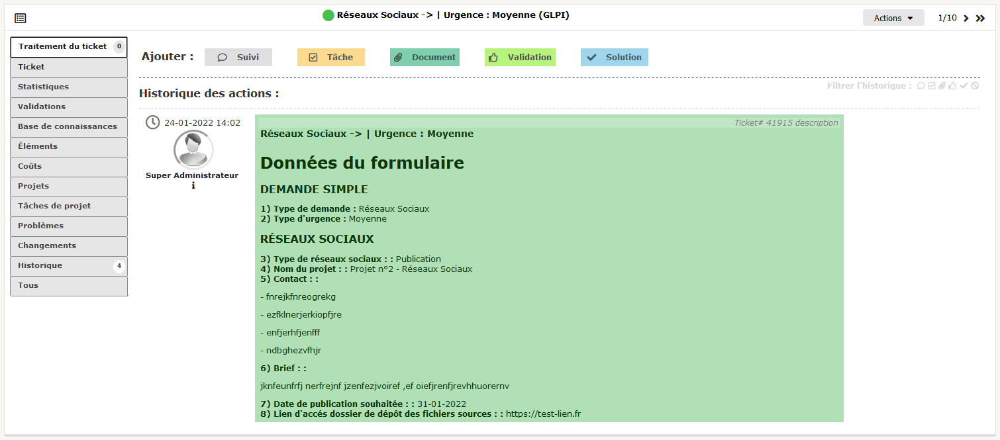 Réseaux Sociaux -> | Urgence : Moyenne (GLPI)
Actions
1/10
Traitement du ticket 0
Ticket
Statistiques
Validations
Base de connaissances
Éléments
Coûts
Projets
Tâches de projet
Problèmes
Changements
Historique 4
Tous
Ajouter : Suivi Tâche Document Validation Solution
Filtrer l'historique :
Historique des actions :
24-01-2022 14:02
Super Administrateur
Ticket# 41915 description
Réseaux Sociaux -> | Urgence : Moyenne
Données du formulaire
DEMANDE SIMPLE
1) Type de demande : Réseaux Sociaux
2) Type d'urgence : Moyenne
RÉSEAUX SOCIAUX
3) Type de réseaux sociaux : : Publication
4) Nom du projet : : Projet n°2 - Réseaux Sociaux
5) Contact : :
- fnrejkfnreogrekg
- ezfklnerjerkiopfjre
- enfjerhfjenfff
- ndbghezvfhjr
6) Brief : :
jknfeunfrfj nerfrejnf jzenfezjvoiref ,ef oiefjrenfjrevhhuorernv
7) Date de publication souhaitée : : 31-01-2022
8) Lien d'accés dossier de dépôt des fichiers sources : : https://test-lien.fr